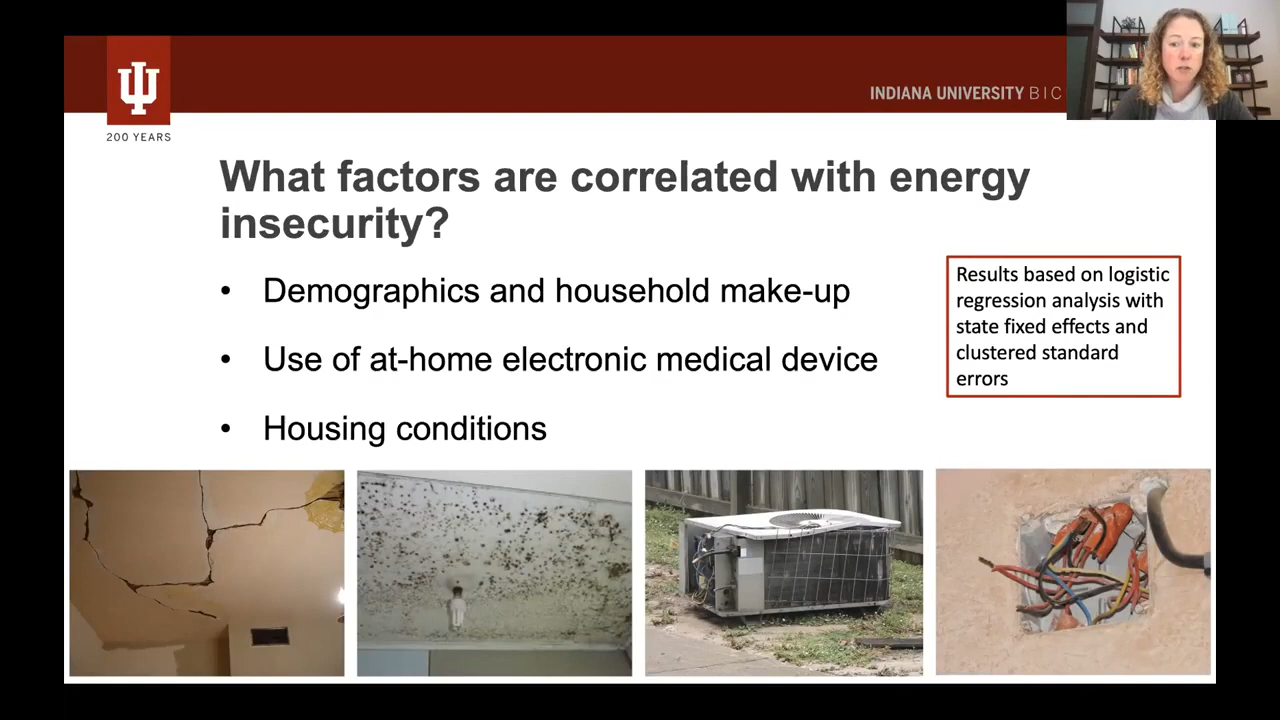 INDIANA UNIVERSITY BIC
200 YEARS
What factors are correlated with energy
insecurity?
• Demographics and household make-up
• Use of at-home electronic medical device
• Housing conditions
Results based on logistic
regression analysis with
state fixed effects and
clustered standard
errors